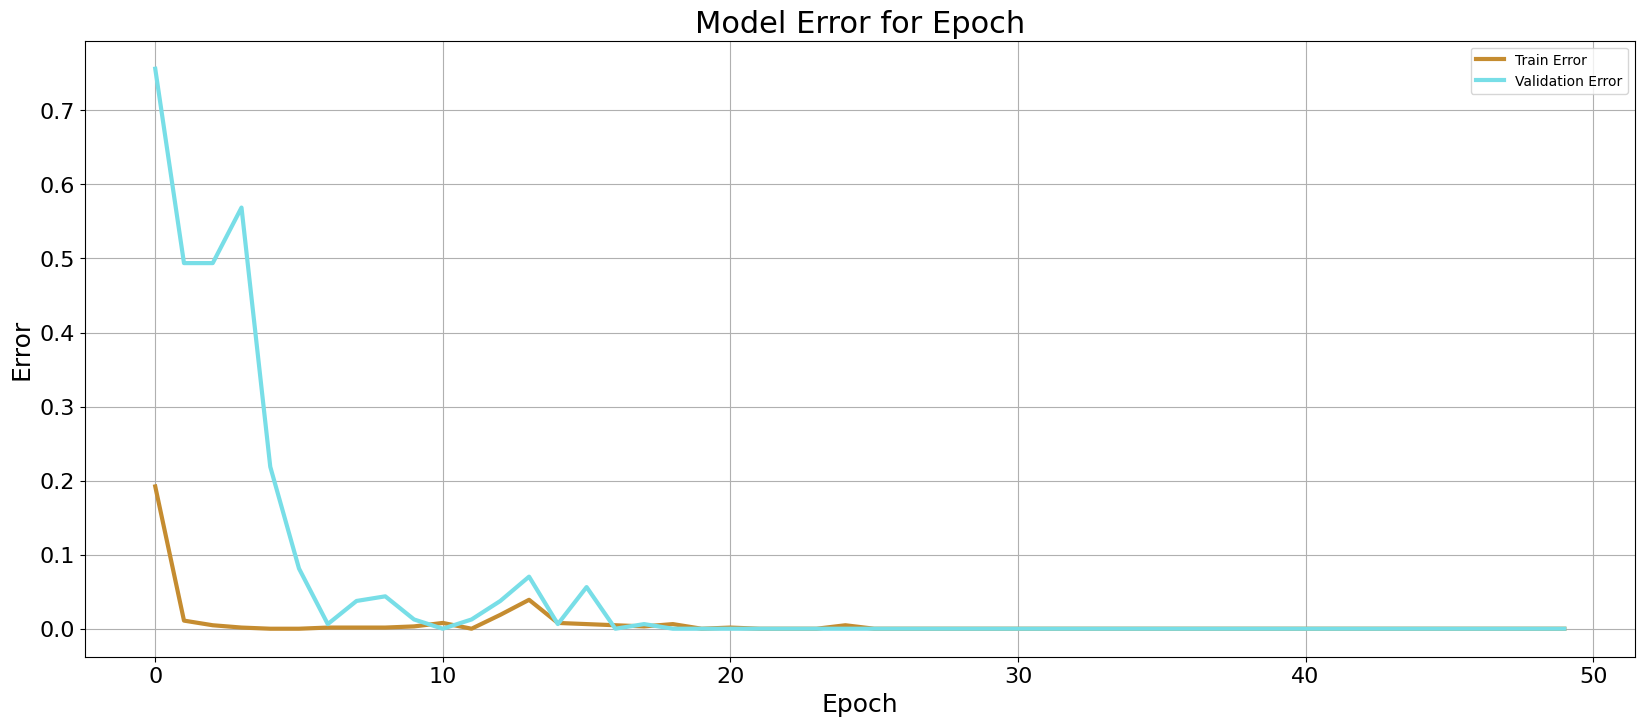 Model Error for Epoch
Train Error
Validation Error
0.7
0.6
0.5
0.4
0.3
0.2
0.1
0.0
Error
0 10 20 30 40 50
Epoch